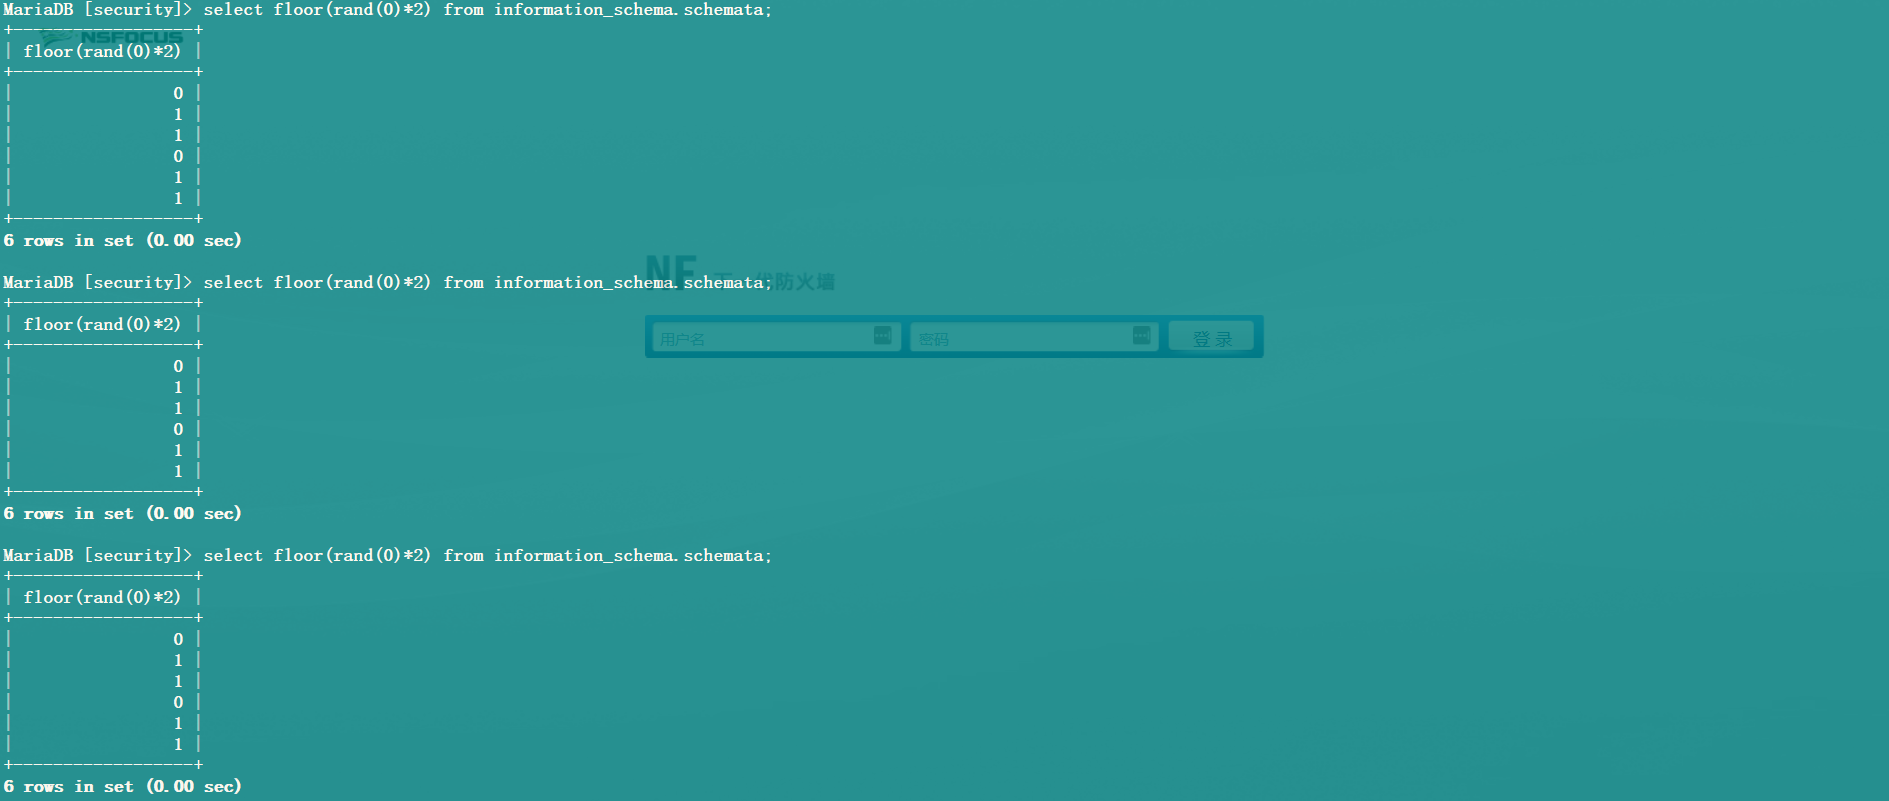 MariaDB [security]> select floor(rand(0)*2) from information_schema.schemata;
+------------------+
NSFOCUS
| floor(rand(0)*2) |
+------------------+
| 0 |
| 1 |
| 1 |
| 0 |
| 1 |
| 1 |
+------------------+
6 rows in set (0.00 sec)
MariaDB [security]> select floor(rand(0)*2) from information_schema.schemata;
NF 下一代防火墙
+------------------+
| floor(rand(0)*2) |
用户名 密码 登 录
+------------------+
| 0 |
| 1 |
| 1 |
| 0 |
| 1 |
| 1 |
+------------------+
6 rows in set (0.00 sec)
MariaDB [security]> select floor(rand(0)*2) from information_schema.schemata;
+------------------+
| floor(rand(0)*2) |
+------------------+
| 0 |
| 1 |
| 1 |
| 0 |
| 1 |
| 1 |
+------------------+
6 rows in set (0.00 sec)